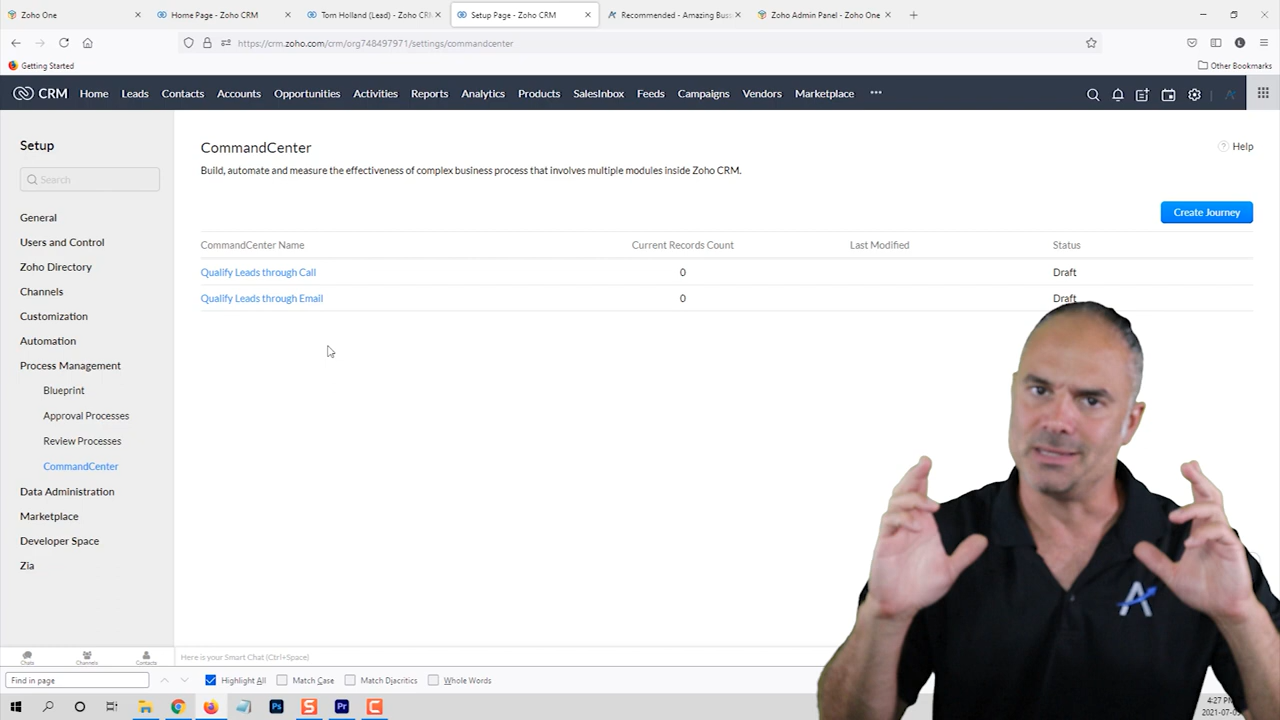 Zoho One
Home Page - Zoho CRM
Tom Holland (Lead) - Zoho CRM
Setup Page - Zoho CRM
Recommended - Amazing Bus
Zoho Admin Panel - Zoho One
https://crm.zoho.com/crm/org748497971/settings/commandcenter
Getting Started
Other Bookmarks
CRM Home Leads Contacts Accounts Opportunities Activities Reports Analytics Products SalesInbox Feeds Campaigns Vendors Marketplace
Setup
Search
General
Users and Control
Zoho Directory
Channels
Customization
Automation
Process Management
Blueprint
Approval Processes
Review Processes
CommandCenter
Data Administration
Marketplace
Developer Space
Zia
CommandCenter
Help
Build, automate and measure the effectiveness of complex business process that involves multiple modules inside Zoho CRM.
Create Journey
CommandCenter Name Current Records Count Last Modified Status
Qualify Leads through Call 0 Draft
Qualify Leads through Email 0 Draft
Chats Channels Contacts
Here is your Smart Chat (Ctrl+Space)
Find in page Highlight All Match Case Match Diacritics Whole Words
4:27 PM